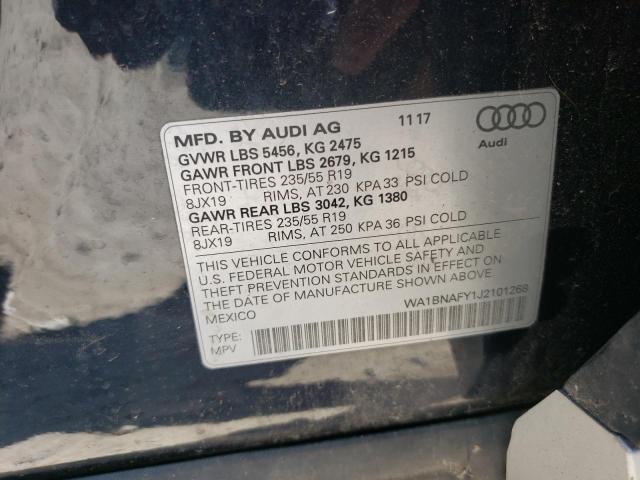 MFD. BY AUDI AG 11 17
GVWR LBS 5456, KG 2475
GAWR FRONT LBS 2679, KG 1215
FRONT-TIRES 235/55 R19
8JX19 RIMS, AT 230 KPA 33 PSI COLD
GAWR REAR LBS 3042, KG 1380
REAR-TIRES 235/55 R19
8JX19 RIMS, AT 250 KPA 36 PSI COLD
THIS VEHICLE CONFORMS TO ALL APPLICABLE
U.S. FEDERAL MOTOR VEHICLE SAFETY AND
THEFT PREVENTION STANDARDS IN EFFECT ON
THE DATE OF MANUFACTURE SHOWN ABOVE
MEXICO
WA1BNAFY1J2101268
TYPE:
MPV
Audi